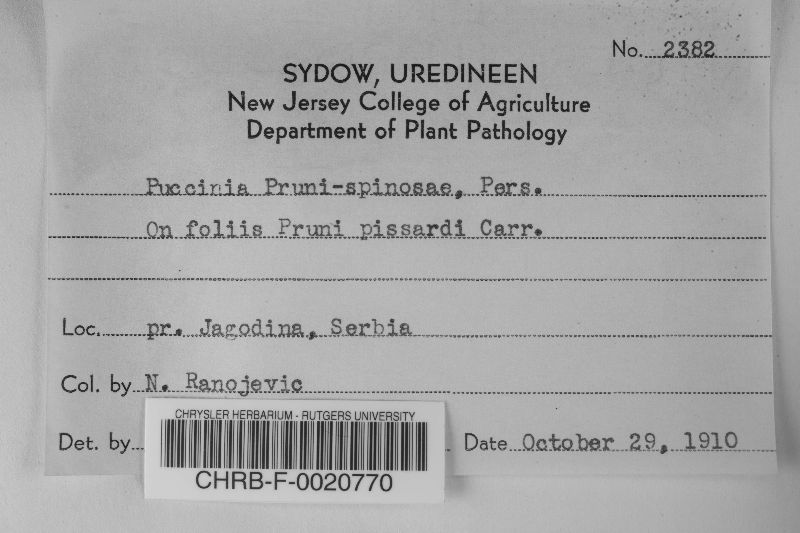 No. 2382
SYDOW, UREDINEEN
New Jersey College of Agriculture
Department of Plant Pathology
Puccinia Pruni-spinosae, Pers.
On foliis Pruni pissardi Carr.
Loc. pr. Jagodina, Serbia
Col. by N. Ranojevic
CHRYSLER HERBARIUM - RUTGERS UNIVERSITY
Det. by Date October 29, 1910
CHRB-F-0020770